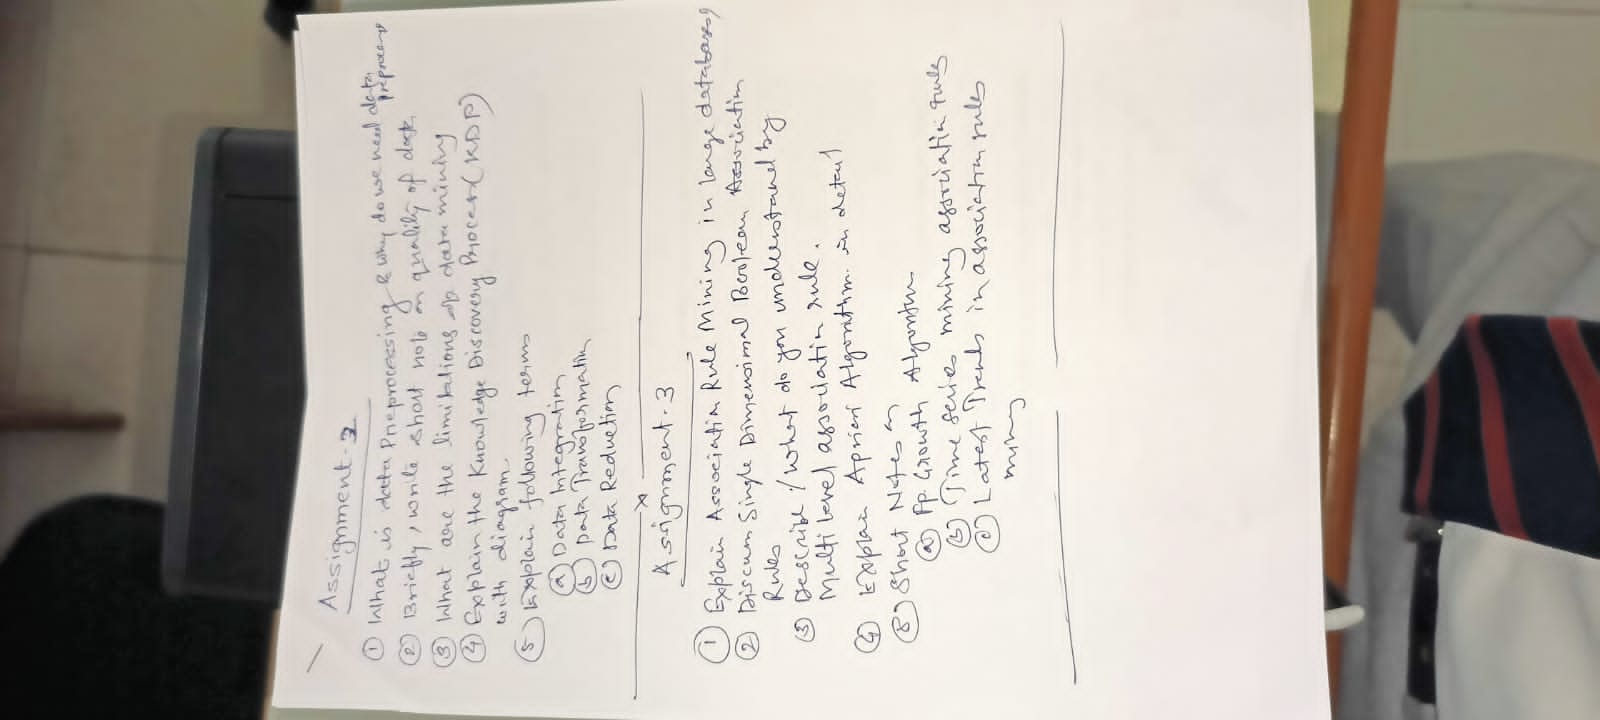 Assignment-2
① What is data Preprocessing & why do we need data
preprocess
② Briefly, write short note on quality of data.
③ What are the limitations of data mining
④ Explain the Knowledge Discovery Process (KDP)
with diagram
⑤ Explain following terms
ⓐ Data Integration
ⓑ Data Transformation
ⓒ Data Reduction
x
Assignment-3
① Explain Association Rule Mining in large databases,
② Discuss Single Dimensional Boolean Association
Rules
③ Describe / What do you understand by
Multi level association rule.
④ Explain Apriori Algorithm in detail
⑤ Short Notes on
ⓐ Fp Growth Algorithm
ⓑ Time series mining association rule
ⓒ Latest Trends in association rules
mining